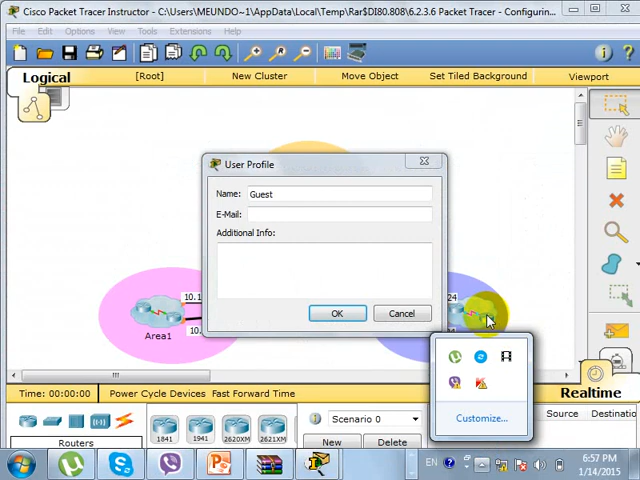 Cisco Packet Tracer Instructor - C:\Users\MEUNDO~1\AppData\Local\Temp\Rar$DI80.808\6.2.3.6 Packet Tracer - Configurin...
File Edit Options View Tools Extensions Help
Logical [Root] New Cluster Move Object Set Tiled Background Viewport
User Profile
Name: Guest
E-Mail:
Additional Info:
OK Cancel
10.1
10.
24
Area1
Customize...
Time: 00:00:00 Power Cycle Devices Fast Forward Time Realtime
Routers
1841 1941 2620XM 2621XM
Scenario 0
New Delete
Source Destinatio
EN 6:57 PM
1/14/2015